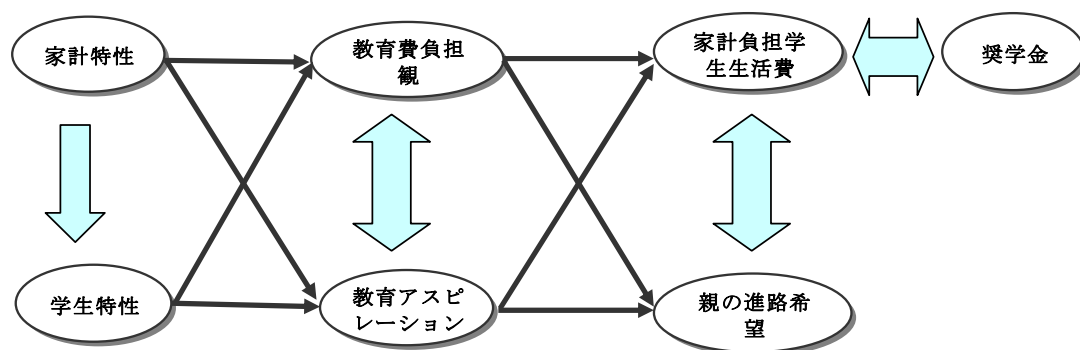 家計特性
教育費負担
観
家計負担学
生生活費
奨学金
学生特性
教育アスピ
レーション
親の進路希
望